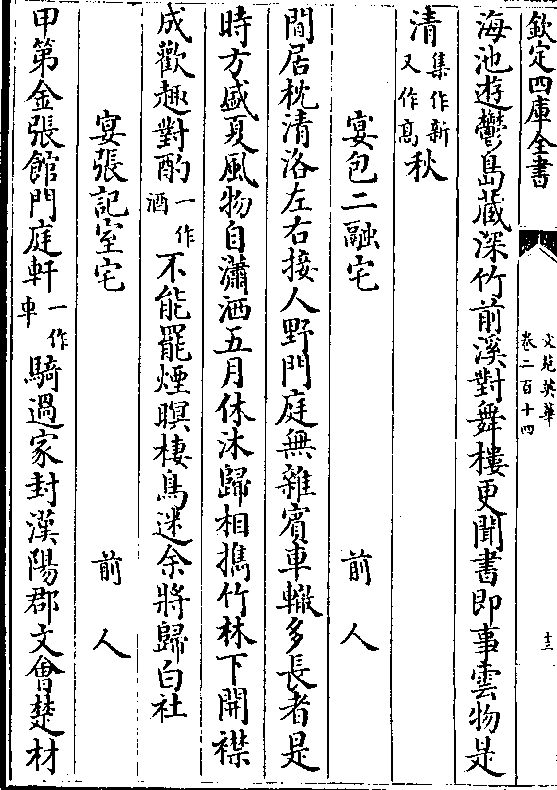 欽定四庫全書
文苑英華
卷二百十四
十三
海池遊鬱島藏深竹前溪對舞樓更聞書即事雲物是
清集作新又作高秋
宴包二融宅 前人
閒居枕清洛左右接人野門庭無雜賓車轍多長者是
時方盛夏風物自瀟洒五月休沐歸相攜竹林下開襟
成歡趣對酌一作酒不能罷煙暝棲鳥迷余將歸白社
宴張記室宅 前人
甲第金張館門庭軒一作車騎過家封漢陽郡文會楚材